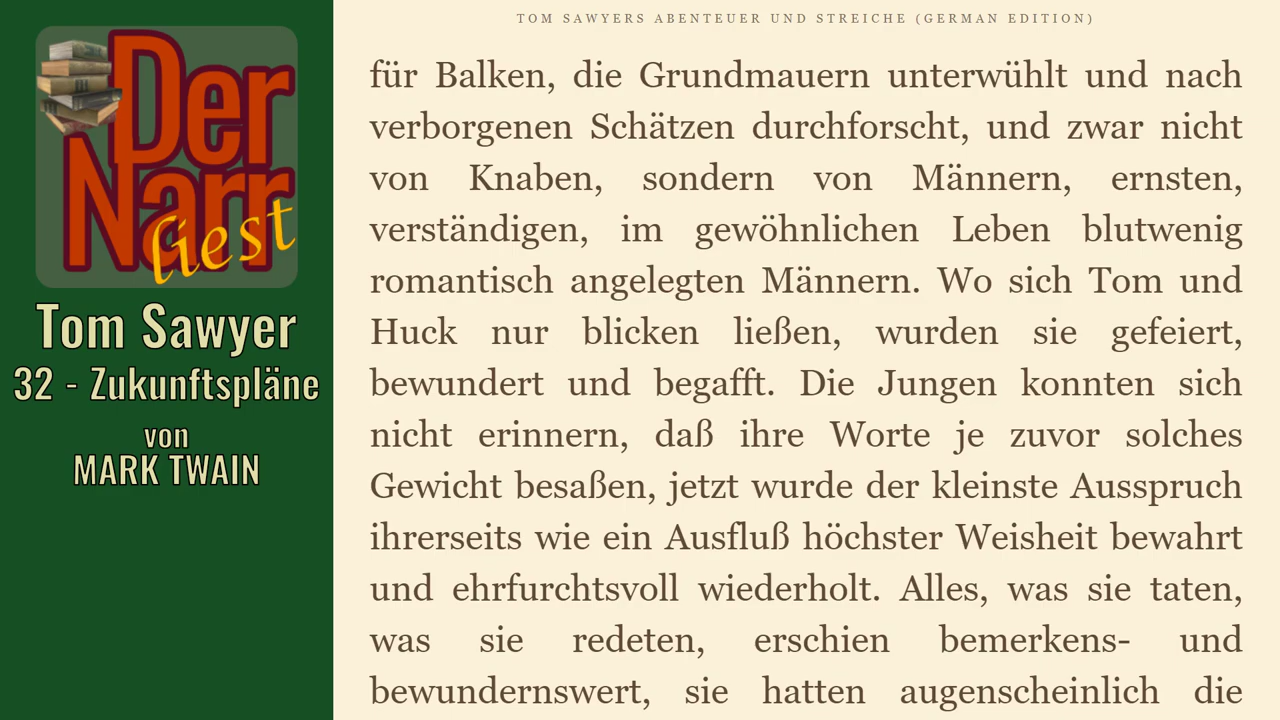 Der
Narr
liest
Tom Sawyer
32 - Zukunftspläne
von
MARK TWAIN
TOM SAWYERS ABENTEUER UND STREICHE (GERMAN EDITION)
für Balken, die Grundmauern unterwühlt und nach
verborgenen Schätzen durchforscht, und zwar nicht
von Knaben, sondern von Männern, ernsten,
verständigen, im gewöhnlichen Leben blutwenig
romantisch angelegten Männern. Wo sich Tom und
Huck nur blicken ließen, wurden sie gefeiert,
bewundert und begafft. Die Jungen konnten sich
nicht erinnern, daß ihre Worte je zuvor solches
Gewicht besaßen, jetzt wurde der kleinste Ausspruch
ihrerseits wie ein Ausfluß höchster Weisheit bewahrt
und ehrfurchtsvoll wiederholt. Alles, was sie taten,
was sie redeten, erschien bemerkens- und
bewundernswert, sie hatten augenscheinlich die